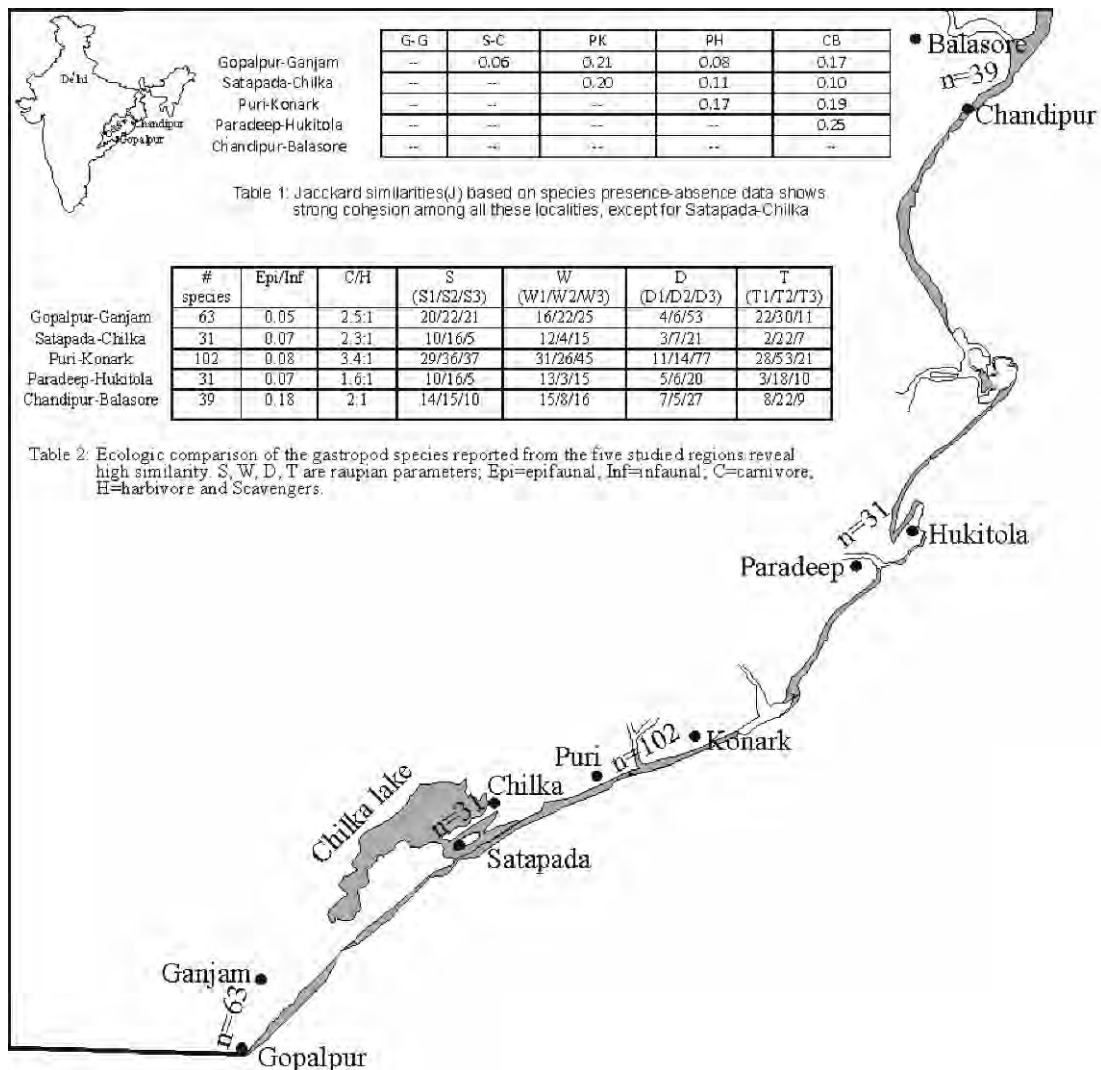 Delhi
Chandipur
Gopalpur
G-G S-C PK PH CB
Gopalpur-Ganjam -- 0.06 0.21 0.08 0.17
Satapada-Chilka -- -- 0.20 0.11 0.10
Puri-Konark -- -- -- 0.17 0.19
Paradeep-Hukitola -- -- -- -- 0.25
Chandipur-Balasore -- -- -- -- --
Table 1: Jacckard similarities(J) based on species presence-absence data shows
strong cohesion among all these localities, except for Satapada-Chilka
# species Epi/Inf C/H S (S1/S2/S3) W (W1/W2/W3) D (D1/D2/D3) T (T1/T2/T3)
Gopalpur-Ganjam 63 0.05 2.5:1 20/22/21 16/22/25 4/6/53 22/30/11
Satapada-Chilka 31 0.07 2.3:1 10/16/5 12/4/15 3/7/21 2/22/7
Puri-Konark 102 0.08 3.4:1 29/36/37 31/26/45 11/14/77 28/53/21
Paradeep-Hukitola 31 0.07 1.6:1 10/16/5 13/3/15 5/6/20 3/18/10
Chandipur-Balasore 39 0.18 2:1 14/15/10 15/8/16 7/5/27 8/22/9
Table 2: Ecologic comparison of the gastropod species reported from the five studied regions reveal
high similarity. S, W, D, T are raupian parameters; Epi=epifaunal, Inf=infaunal; C=carnivore,
H=harbivore and Scavengers.
Balasore
n=39
Chandipur
n=31
Hukitola
Paradeep
Konark
n=102
Puri
Chilka
Chilka lake
n=31
Satapada
Ganjam
n=63
Gopalpur